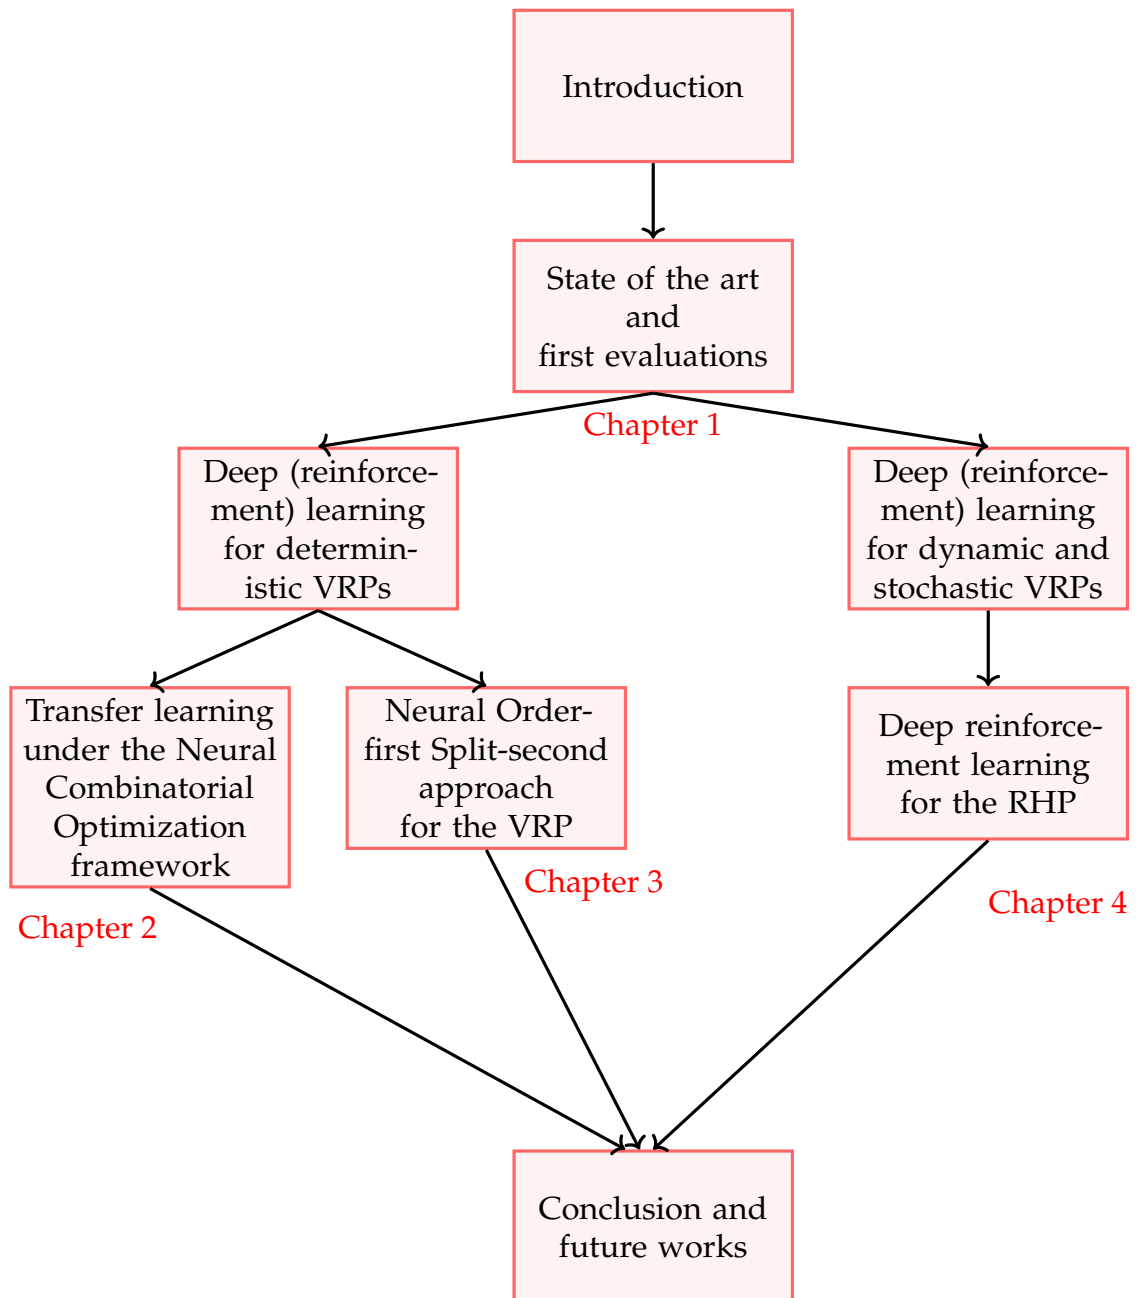 Introduction
State of the art
and
first evaluations
Chapter 1
Deep (reinforce-
ment) learning
for determin-
istic VRPs
Deep (reinforce-
ment) learning
for dynamic and
stochastic VRPs
Transfer learning
under the Neural
Combinatorial
Optimization
framework
Chapter 2
Neural Order-
first Split-second
approach
for the VRP
Chapter 3
Deep reinforce-
ment learning
for the RHP
Chapter 4
Conclusion and
future works